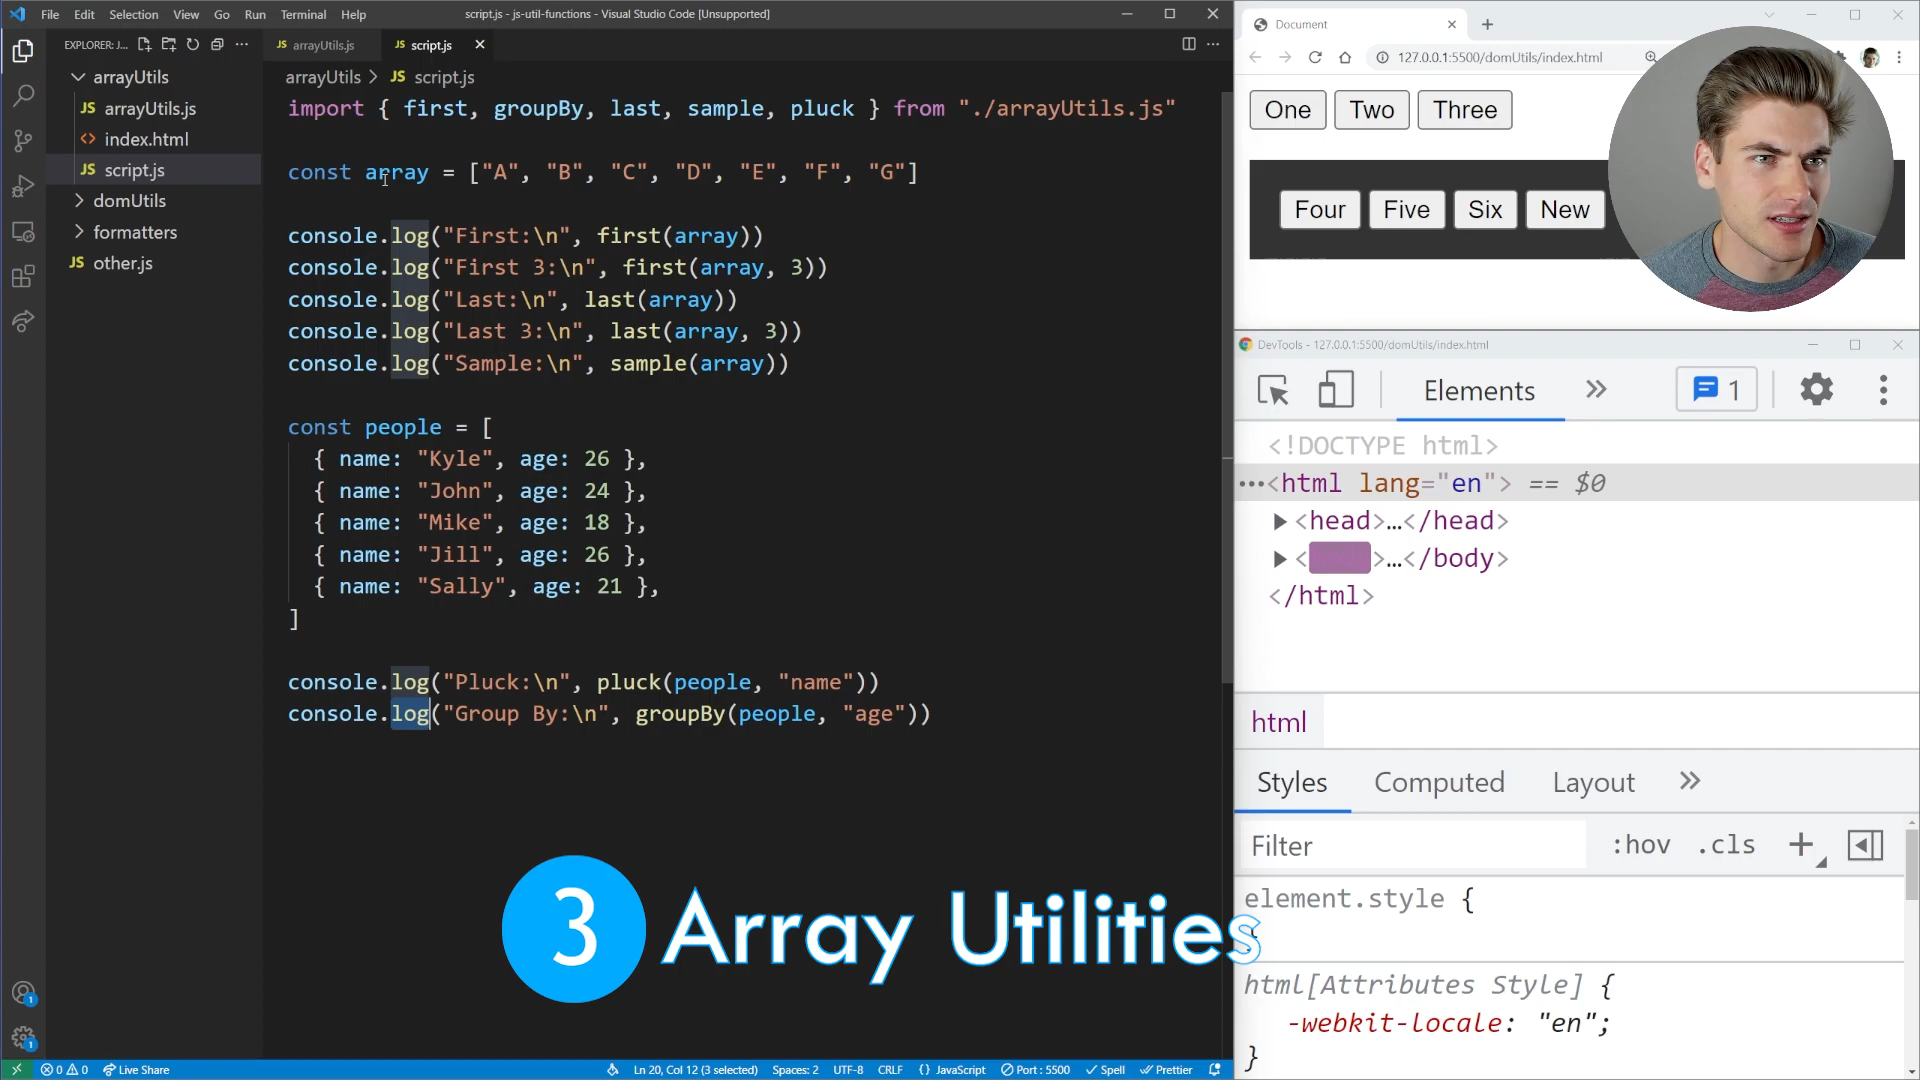 File Edit Selection View Go Run Terminal Help
script.js - js-util-functions - Visual Studio Code [Unsupported]
EXPLORER: J...
arrayUtils
arrayUtils.js
index.html
script.js
domUtils
formatters
other.js
arrayUtils.js script.js
arrayUtils > script.js
import { first, groupBy, last, sample, pluck } from "./arrayUtils.js"
const array = ["A", "B", "C", "D", "E", "F", "G"]
console.log("First:\n", first(array))
console.log("First 3:\n", first(array, 3))
console.log("Last:\n", last(array))
console.log("Last 3:\n", last(array, 3))
console.log("Sample:\n", sample(array))
const people = [
{ name: "Kyle", age: 26 },
{ name: "John", age: 24 },
{ name: "Mike", age: 18 },
{ name: "Jill", age: 26 },
{ name: "Sally", age: 21 },
]
console.log("Pluck:\n", pluck(people, "name"))
console.log("Group By:\n", groupBy(people, "age"))
3 Array Utilities
0 0 Live Share
Ln 20, Col 12 (3 selected) Spaces: 2 UTF-8 CRLF {} JavaScript Port : 5500 Spell Prettier
Document
127.0.0.1:5500/domUtils/index.html
One Two Three
Four Five Six New
DevTools - 127.0.0.1:5500/domUtils/index.html
Elements 1
<!DOCTYPE html>
<html lang="en"> == $0
<head>…</head>
< >…</body>
</html>
html
Styles Computed Layout
Filter :hov .cls
element.style {
html[Attributes Style] {
-webkit-locale: "en";
}